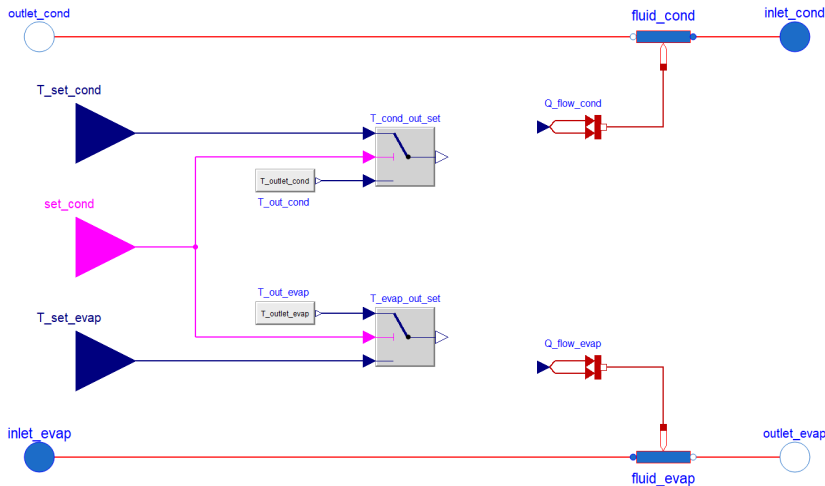 outlet_cond
fluid_cond
inlet_cond
T_set_cond
Q_flow_cond
T_cond_out_set
T_outlet_cond
T_out_cond
set_cond
T_out_evap
T_evap_out_set
T_outlet_evap
T_set_evap
Q_flow_evap
inlet_evap
outlet_evap
fluid_evap